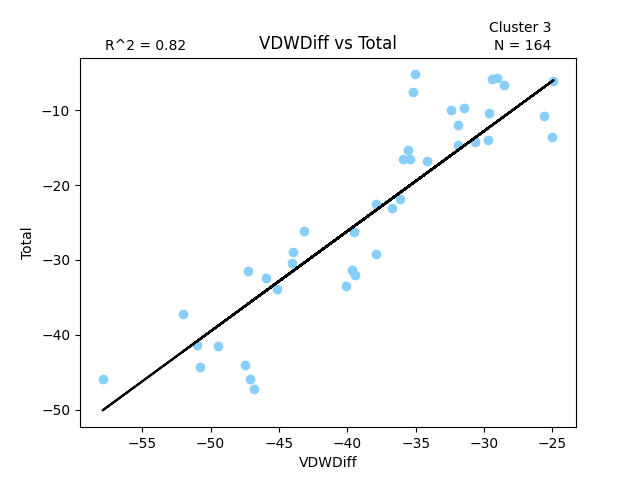 Cluster 3
R^2 = 0.82
VDWDiff vs Total
N = 164
Total
−10
−20
−30
−40
−50
−55
−50
−45
−40
−35
−30
−25
VDWDiff